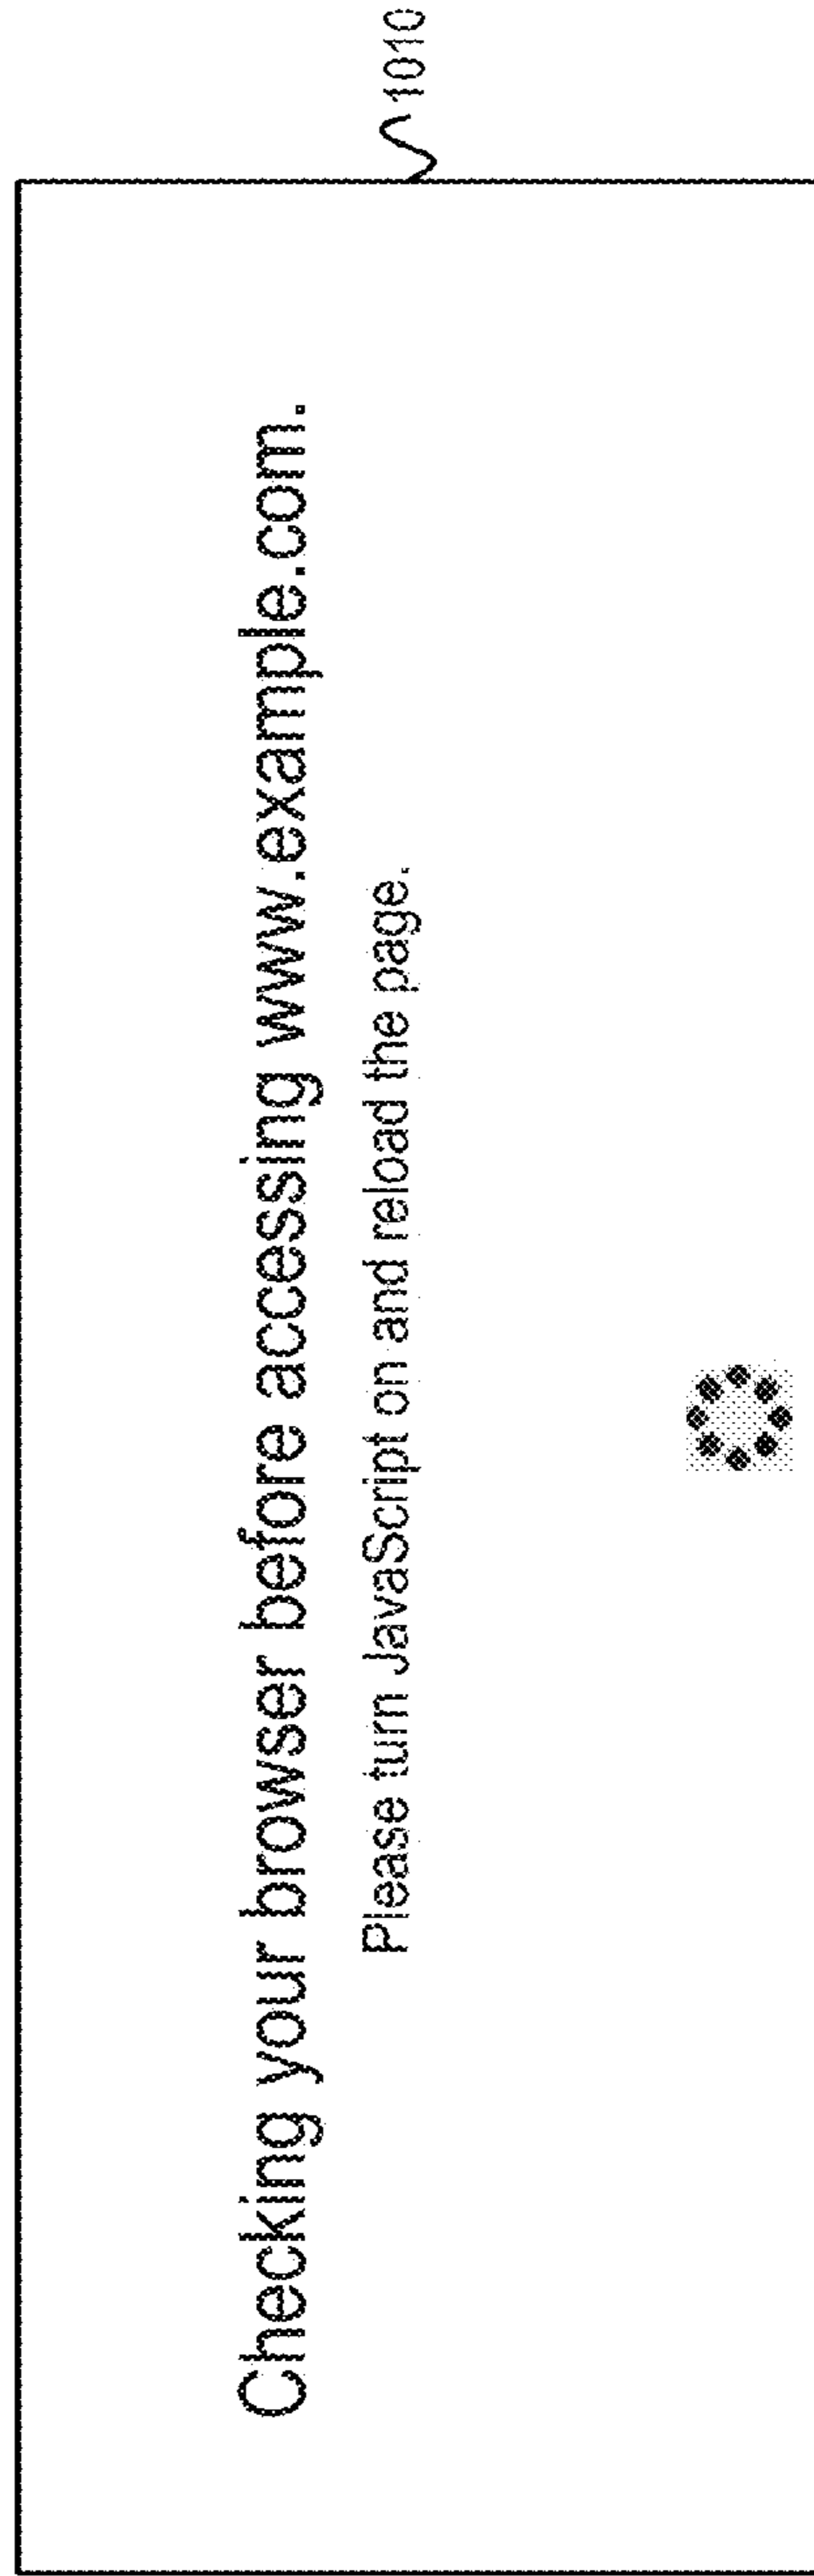 Checking your browser before accessing www.example.com.
Please turn JavaScript on and reload the page.
1010